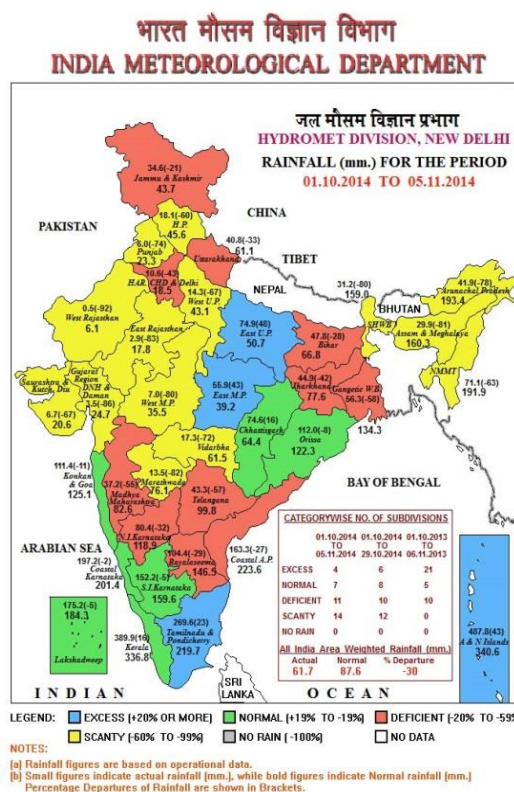 भारत मौसम विज्ञान विभाग
INDIA METEOROLOGICAL DEPARTMENT
जल मौसम विज्ञान प्रभाग
HYDROMET DIVISION, NEW DELHI
RAINFALL (mm.) FOR THE PERIOD
01.10.2014 TO 05.11.2014
34.6(-21)
Jammu & Kashmir
43.7
PAKISTAN
CHINA
18.1(-60)
H.P.
45.6
6.0(-74)
Punjab
23.3
40.8(-33)
Uttarakhand
61.1
TIBET
10.6(-43)
HAR. CHD & Delhi
18.5
14.3(-67)
West U.P.
43.1
NEPAL
31.2(-80)
159.0
SHWB
BHUTAN
41.9(-78)
Arunachal Pradesh
193.4
0.5(-92)
West Rajasthan
6.1
East Rajasthan
2.9(-83)
17.8
74.9(48)
East U.P.
50.7
47.8(-28)
Bihar
66.8
29.9(-81)
Assam & Meghalaya
160.3
NMMT
71.1(-63)
191.9
Saurashtra
& Kutch, Diu
6.7(-67)
20.6
Gujarat
Region
DNH &
Daman
3.5(-86)
24.7
7.0(-80)
West M.P.
35.5
55.9(43)
East M.P.
39.2
44.9(-42)
Jharkhand
77.6
Gangetic W.B.
56.3(-58)
134.3
74.6(16)
Chhattisgarh
64.4
112.0(-8)
Orissa
122.3
17.3(-72)
Vidarbha
61.5
111.4(-11)
Konkan
& Goa
125.1
37.2(-55)
Madhya
Maharashtra
82.6
13.5(-82)
Marathwada
76.1
43.3(-57)
Telangana
99.8
BAY OF BENGAL
ARABIAN SEA
80.4(-32)
N.I.Karnataka
118.9
104.4(-29)
Rayalaseema
146.5
163.3(-27)
Coastal A.P.
223.6
197.2(-2)
Coastal
Karnataka
201.4
152.2(-5)
S.I.Karnataka
159.6
175.2(-5)
184.3
Lakshadweep
389.9(16)
Kerala
336.8
269.6(23)
Tamilnadu &
Pondicherry
219.7
487.8(43)
A & N Islands
340.6
CATEGORYWISE NO. OF SUBDIVISIONS
01.10.2014 01.10.2014 01.10.2013
TO TO TO
05.11.2014 29.10.2014 06.11.2013
EXCESS 4 6 21
NORMAL 7 8 5
DEFICIENT 11 10 10
SCANTY 14 12 0
NO RAIN 0 0 0
All India Area Weighted Rainfall (mm.)
Actual Normal % Departure
61.7 87.6 -30
SRI
LANKA
INDIAN OCEAN
LEGEND: EXCESS (+20% OR MORE) NORMAL (+19% TO -19%) DEFICIENT (-20% TO -59%
SCANTY (-60% TO -99%) NO RAIN (-100%) NO DATA
NOTES:
(a) Rainfall figures are based on operational data.
(b) Small figures indicate actual rainfall (mm.), while bold figures indicate Normal rainfall (mm.)
Percentage Departures of Rainfall are shown in Brackets.